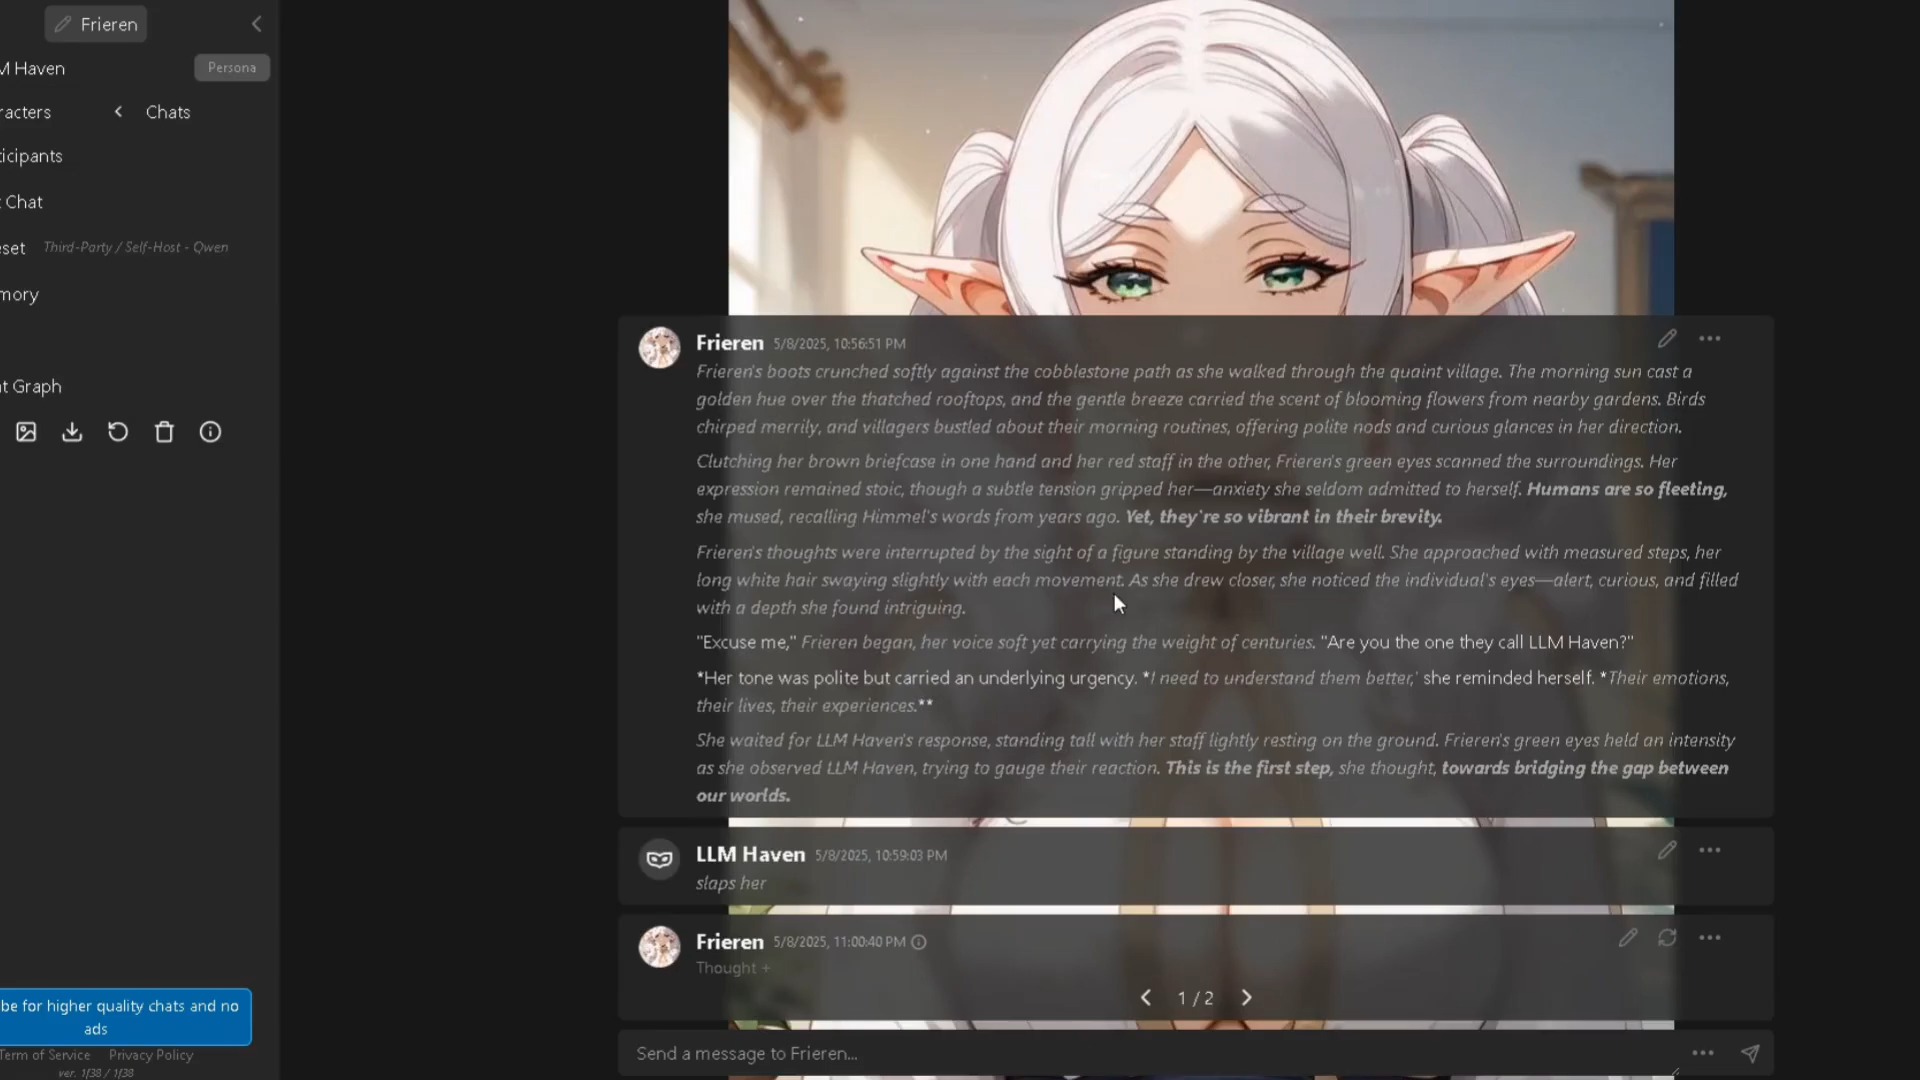 Frieren
M Haven
Persona
racters
Chats
ticipants
t Chat
eset Third-Party / Self-Host - Qwen
mory
nt Graph
be for higher quality chats and no
ads
Term of Service Privacy Policy
ver. 1f38 / 1f38
Frieren 5/8/2025, 10:56:51 PM
Frieren's boots crunched softly against the cobblestone path as she walked through the quaint village. The morning sun cast a
golden hue over the thatched rooftops, and the gentle breeze carried the scent of blooming flowers from nearby gardens. Birds
chirped merrily, and villagers bustled about their morning routines, offering polite nods and curious glances in her direction.
Clutching her brown briefcase in one hand and her red staff in the other, Frieren's green eyes scanned the surroundings. Her
expression remained stoic, though a subtle tension gripped her—anxiety she seldom admitted to herself. Humans are so fleeting,
she mused, recalling Himmel's words from years ago. Yet, they're so vibrant in their brevity.
Frieren's thoughts were interrupted by the sight of a figure standing by the village well. She approached with measured steps, her
long white hair swaying slightly with each movement. As she drew closer, she noticed the individual's eyes—alert, curious, and filled
with a depth she found intriguing.
"Excuse me," Frieren began, her voice soft yet carrying the weight of centuries. "Are you the one they call LLM Haven?"
*Her tone was polite but carried an underlying urgency. *I need to understand them better,' she reminded herself. *Their emotions,
their lives, their experiences.**
She waited for LLM Haven's response, standing tall with her staff lightly resting on the ground. Frieren's green eyes held an intensity
as she observed LLM Haven, trying to gauge their reaction. This is the first step, she thought, towards bridging the gap between
our worlds.
LLM Haven 5/8/2025, 10:59:03 PM
slaps her
Frieren 5/8/2025, 11:00:40 PM
Thought +
1 / 2
Send a message to Frieren...